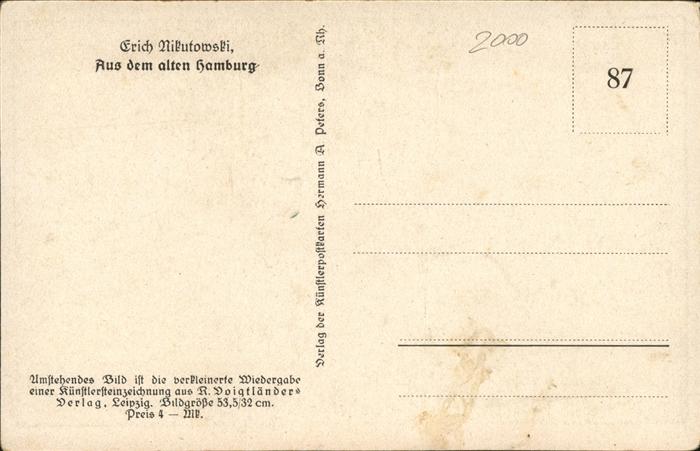 Erich Nikutowski,
Aus dem alten Hamburg
Umstehendes Bild ist die verkleinerte Wiedergabe
einer Künstlersteinzeichnung aus R. Voigtländers
Verlag, Leipzig. Bildgröße 53,5/32 cm.
Preis 4 — Mk.
Verlag der Künstlerpostkarten Hermann A. Peters, Bonn a. Rh.
2000
87